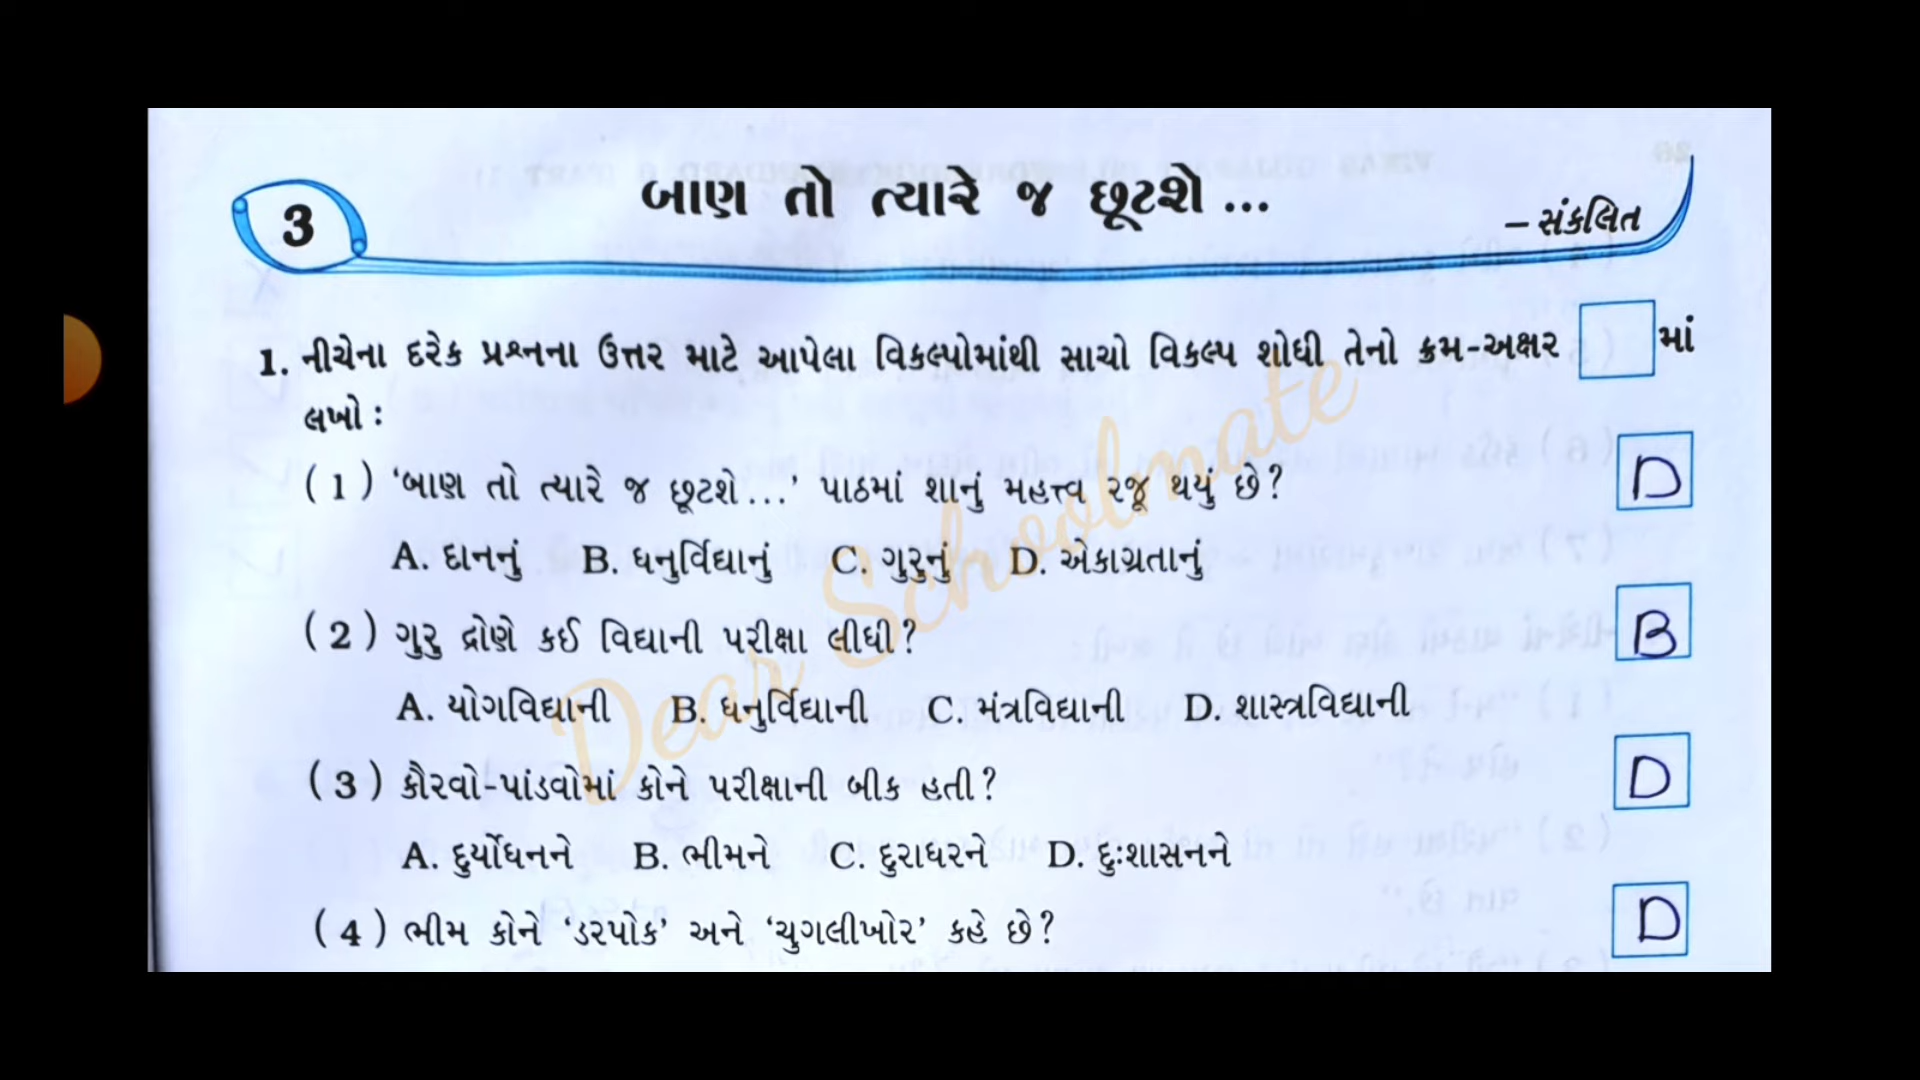 3
બાણ તો ત્યારે જ છૂટશે ...
– સંકલિત
1. નીચેના દરેક પ્રશ્નના ઉત્તર માટે આપેલા વિકલ્પોમાંથી સાચો વિકલ્પ શોધી તેનો ક્રમ-અક્ષર માં
લખો :
( 1 ) ‘બાણ તો ત્યારે જ છૂટશે...’ પાઠમાં શાનું મહત્ત્વ રજૂ થયું છે? D
A. દાનનું B. ધનુર્વિદ્યાનું C. ગુરુનું D. એકાગ્રતાનું
( 2 ) ગુરુ દ્રોણે કઈ વિદ્યાની પરીક્ષા લીધી? B
A. યોગવિદ્યાની B. ધનુર્વિદ્યાની C. મંત્રવિદ્યાની D. શાસ્ત્રવિદ્યાની
( 3 ) કૌરવો-પાંડવોમાં કોને પરીક્ષાની બીક હતી? D
A. દુર્યોધનને B. ભીમને C. દુરાધરને D. દુઃશાસનને
( 4 ) ભીમ કોને ‘ડરપોક’ અને ‘ચુગલીખોર’ કહે છે? D
Dear Schoolmate